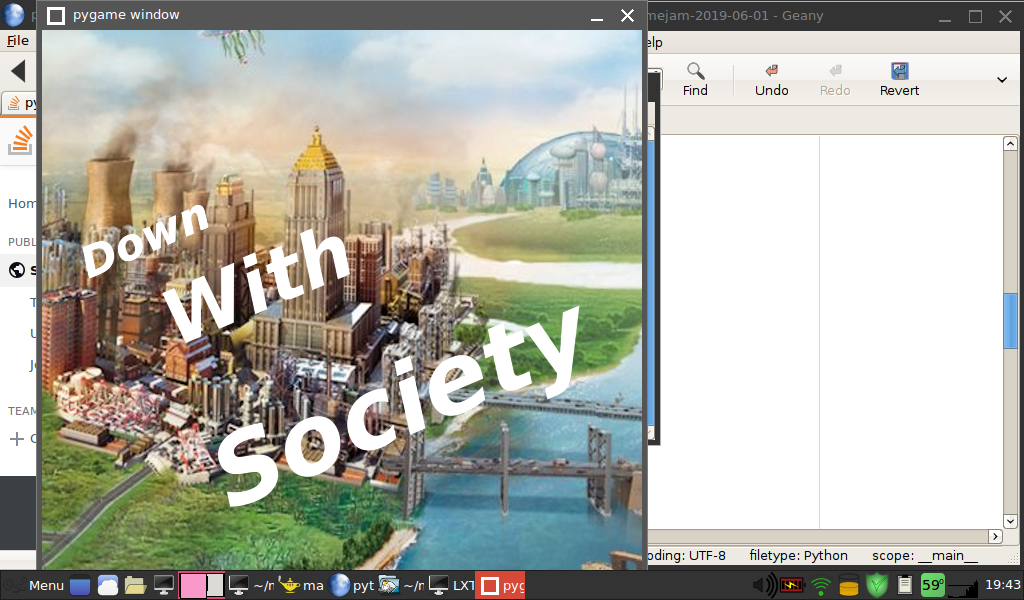 pygame window
mejam-2019-06-01 - Geany
File
elp
Find
Undo
Redo
Revert
py
Hom
PUBL
S
T
U
TEAM
Down
With
Society
oding: UTF-8 filetype: Python scope: __main__
Menu
~/r
ma
pyt
~/r
LXT
pyg
59°
19:43